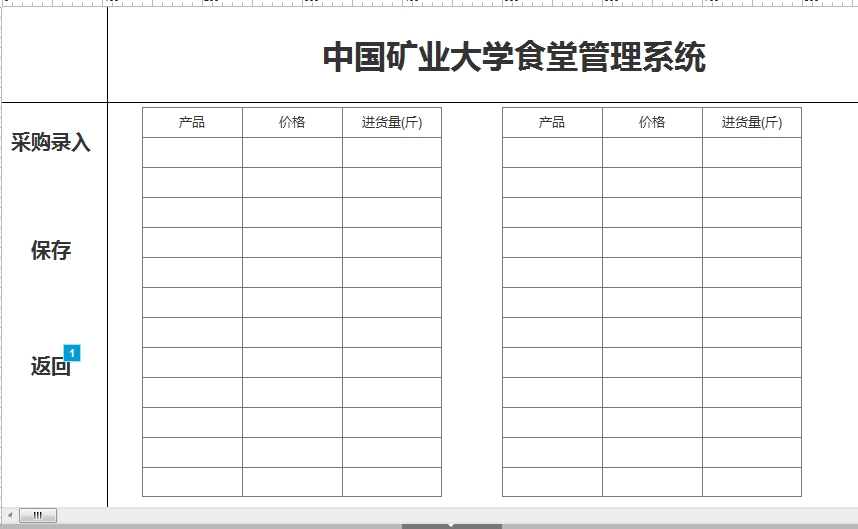 中国矿业大学食堂管理系统
采购录入
保存
返回
1
产品 价格 进货量(斤)
产品 价格 进货量(斤)